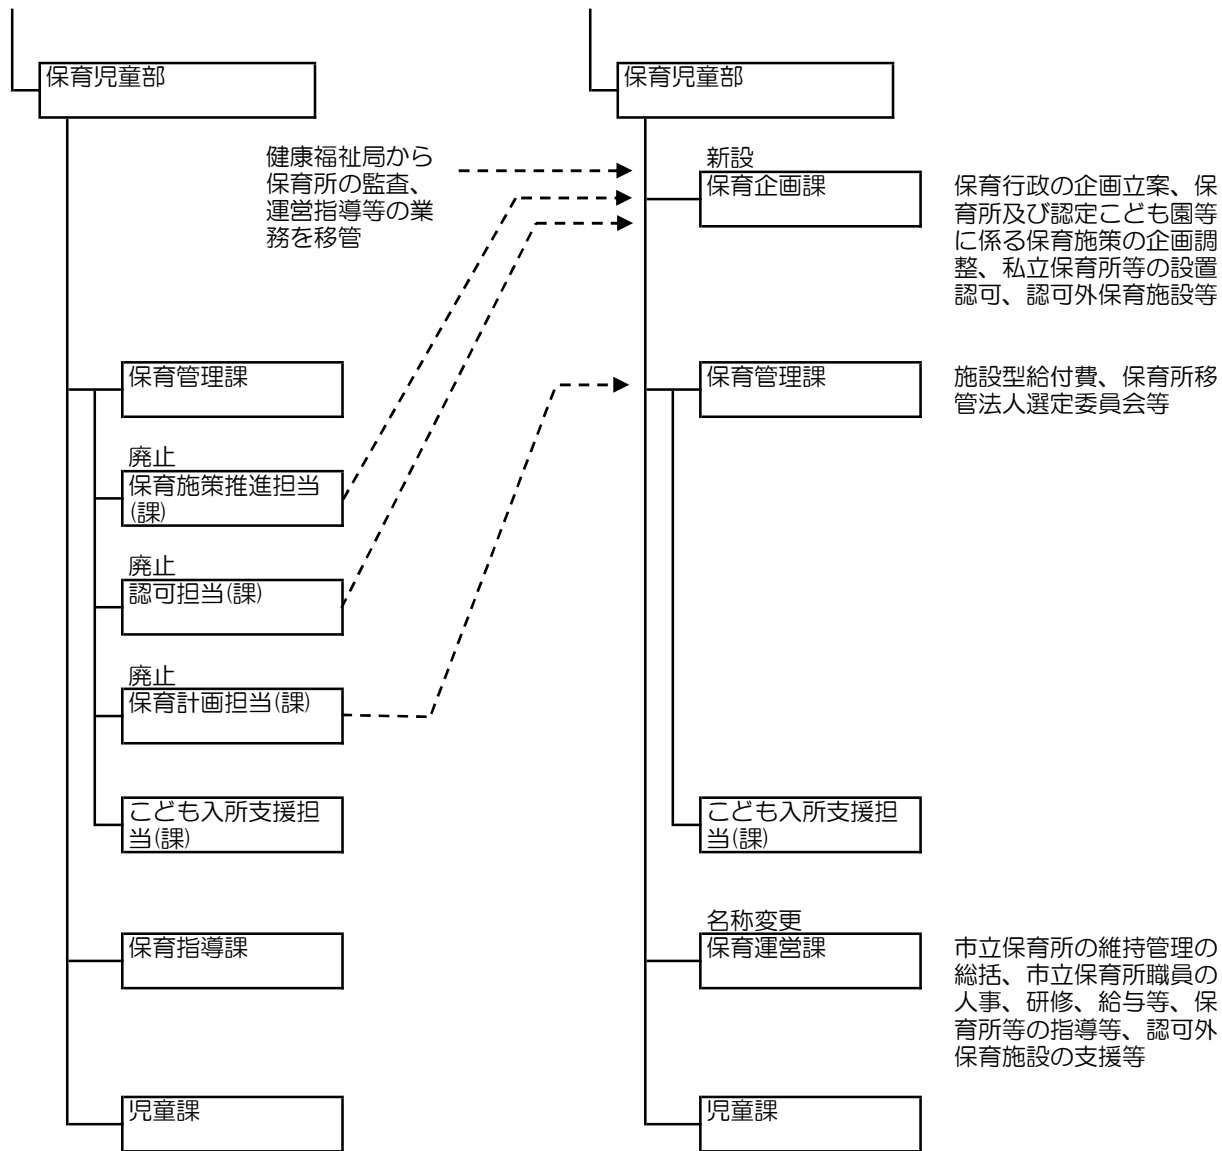 保育児童部
健康福祉局から
保育所の監査、
運営指導等の業
務を移管
保育管理課
廃止
保育施策推進担当
(課)
廃止
認可担当(課)
廃止
保育計画担当(課)
こども入所支援担
当(課)
保育指導課
児童課
保育児童部
新設
保育企画課
保育行政の企画立案、保
育所及び認定こども園等
に係る保育施策の企画調
整、私立保育所等の設置
認可、認可外保育施設等
保育管理課
施設型給付費、保育所移
管法人選定委員会等
こども入所支援担
当(課)
名称変更
保育運営課
市立保育所の維持管理の
総括、市立保育所職員の
人事、研修、給与等、保
育所等の指導等、認可外
保育施設の支援等
児童課